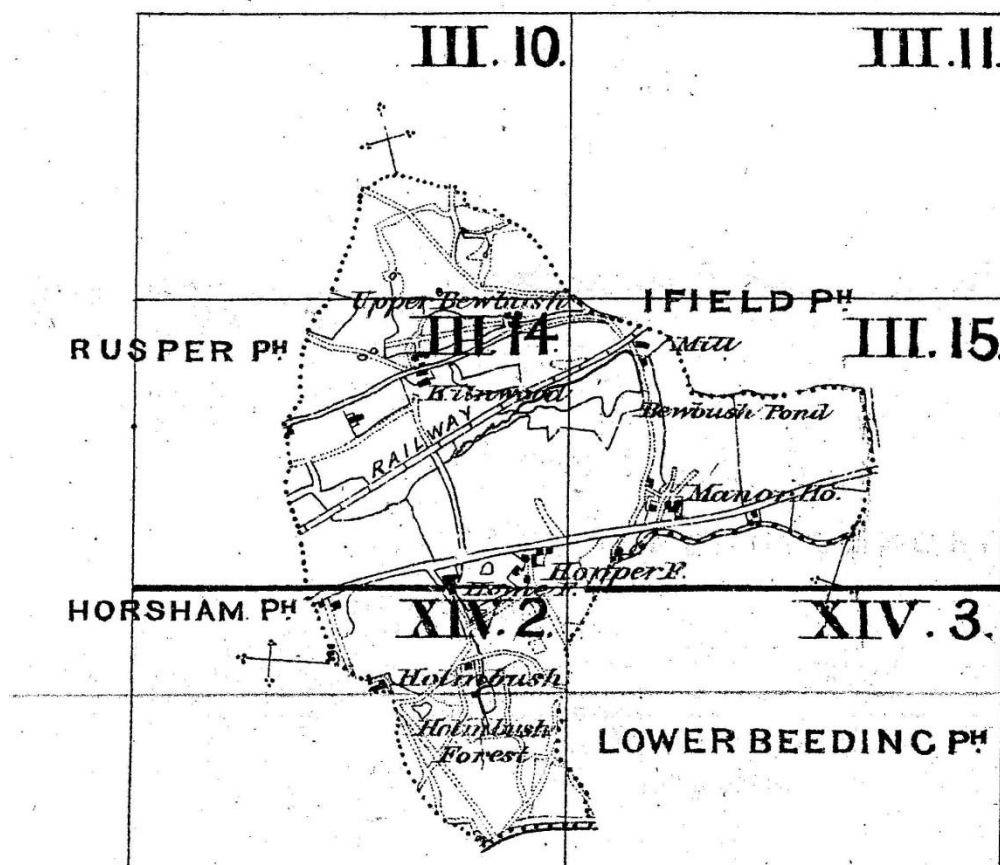 III. 10.
III. 11.
Upper Bewbush
IFIELD PH
RUSPER PH
III. 14
Mill
III. 15.
Kilnwood
Bewbush Pond
RAILWAY
Manor Ho.
Hopper F.
Home F.
HORSHAM PH
XIV. 2.
XIV. 3.
Holmbush
Holmbush
Forest
LOWER BEEDING PH